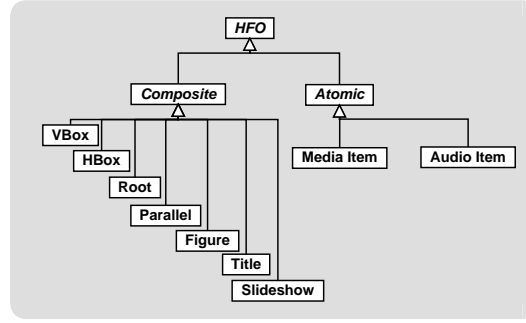 HFO
Composite
Atomic
VBox
HBox
Root
Parallel
Figure
Title
Slideshow
Media Item
Audio Item